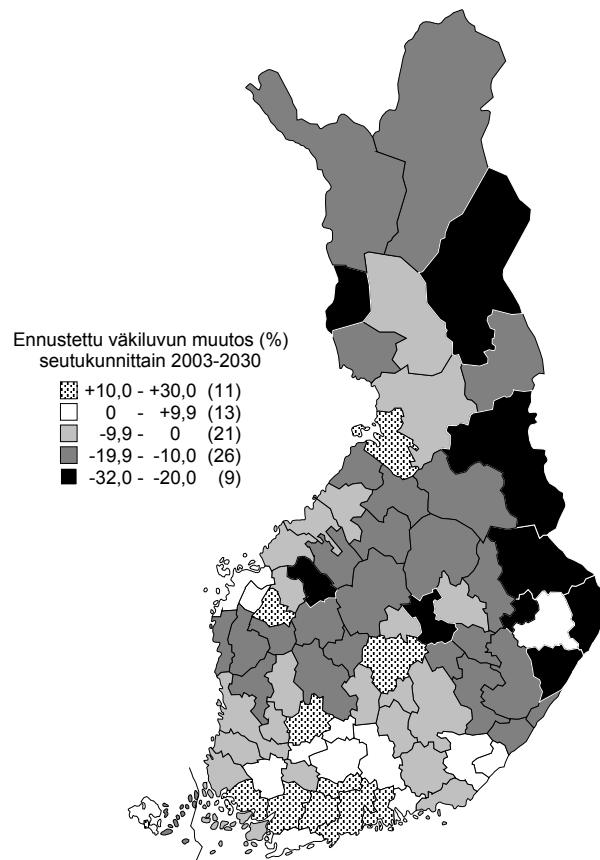 Ennustettu väkiluvun muutos (%)
seutukunnittain 2003-2030
+10,0 - +30,0 (11)
0 - +9,9 (13)
-9,9 - 0 (21)
-19,9 - -10,0 (26)
-32,0 - -20,0 (9)